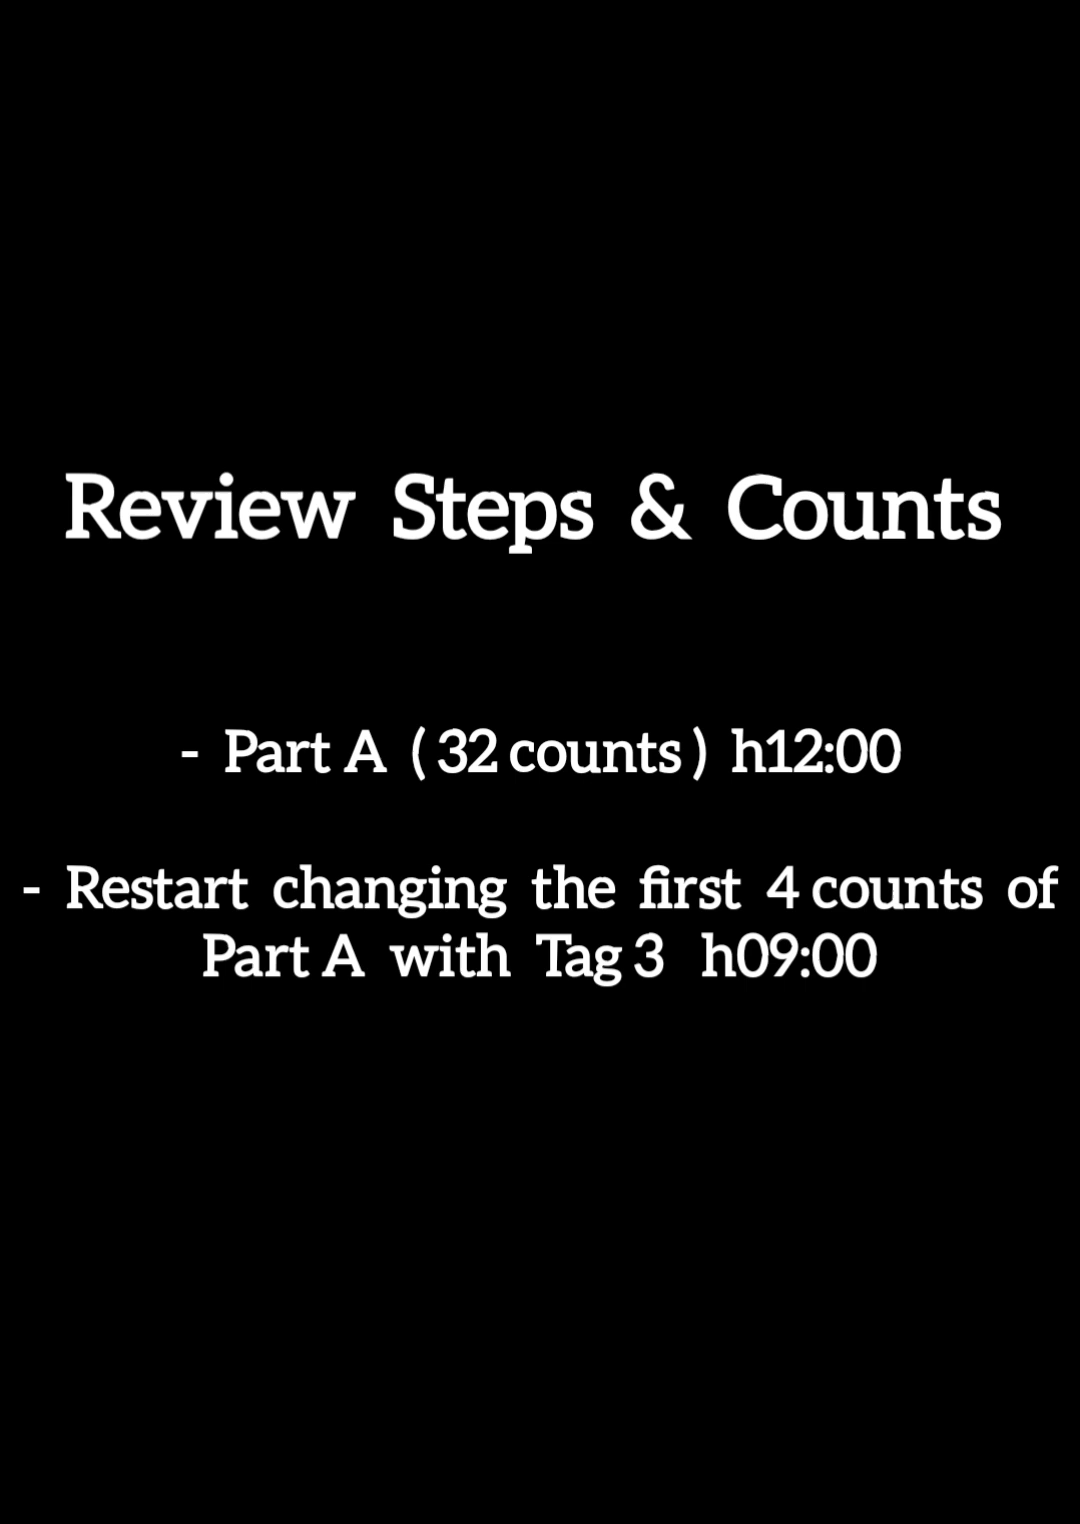 Review Steps & Counts
- Part A ( 32 counts ) h12:00
- Restart changing the first 4 counts of
Part A with Tag 3 h09:00